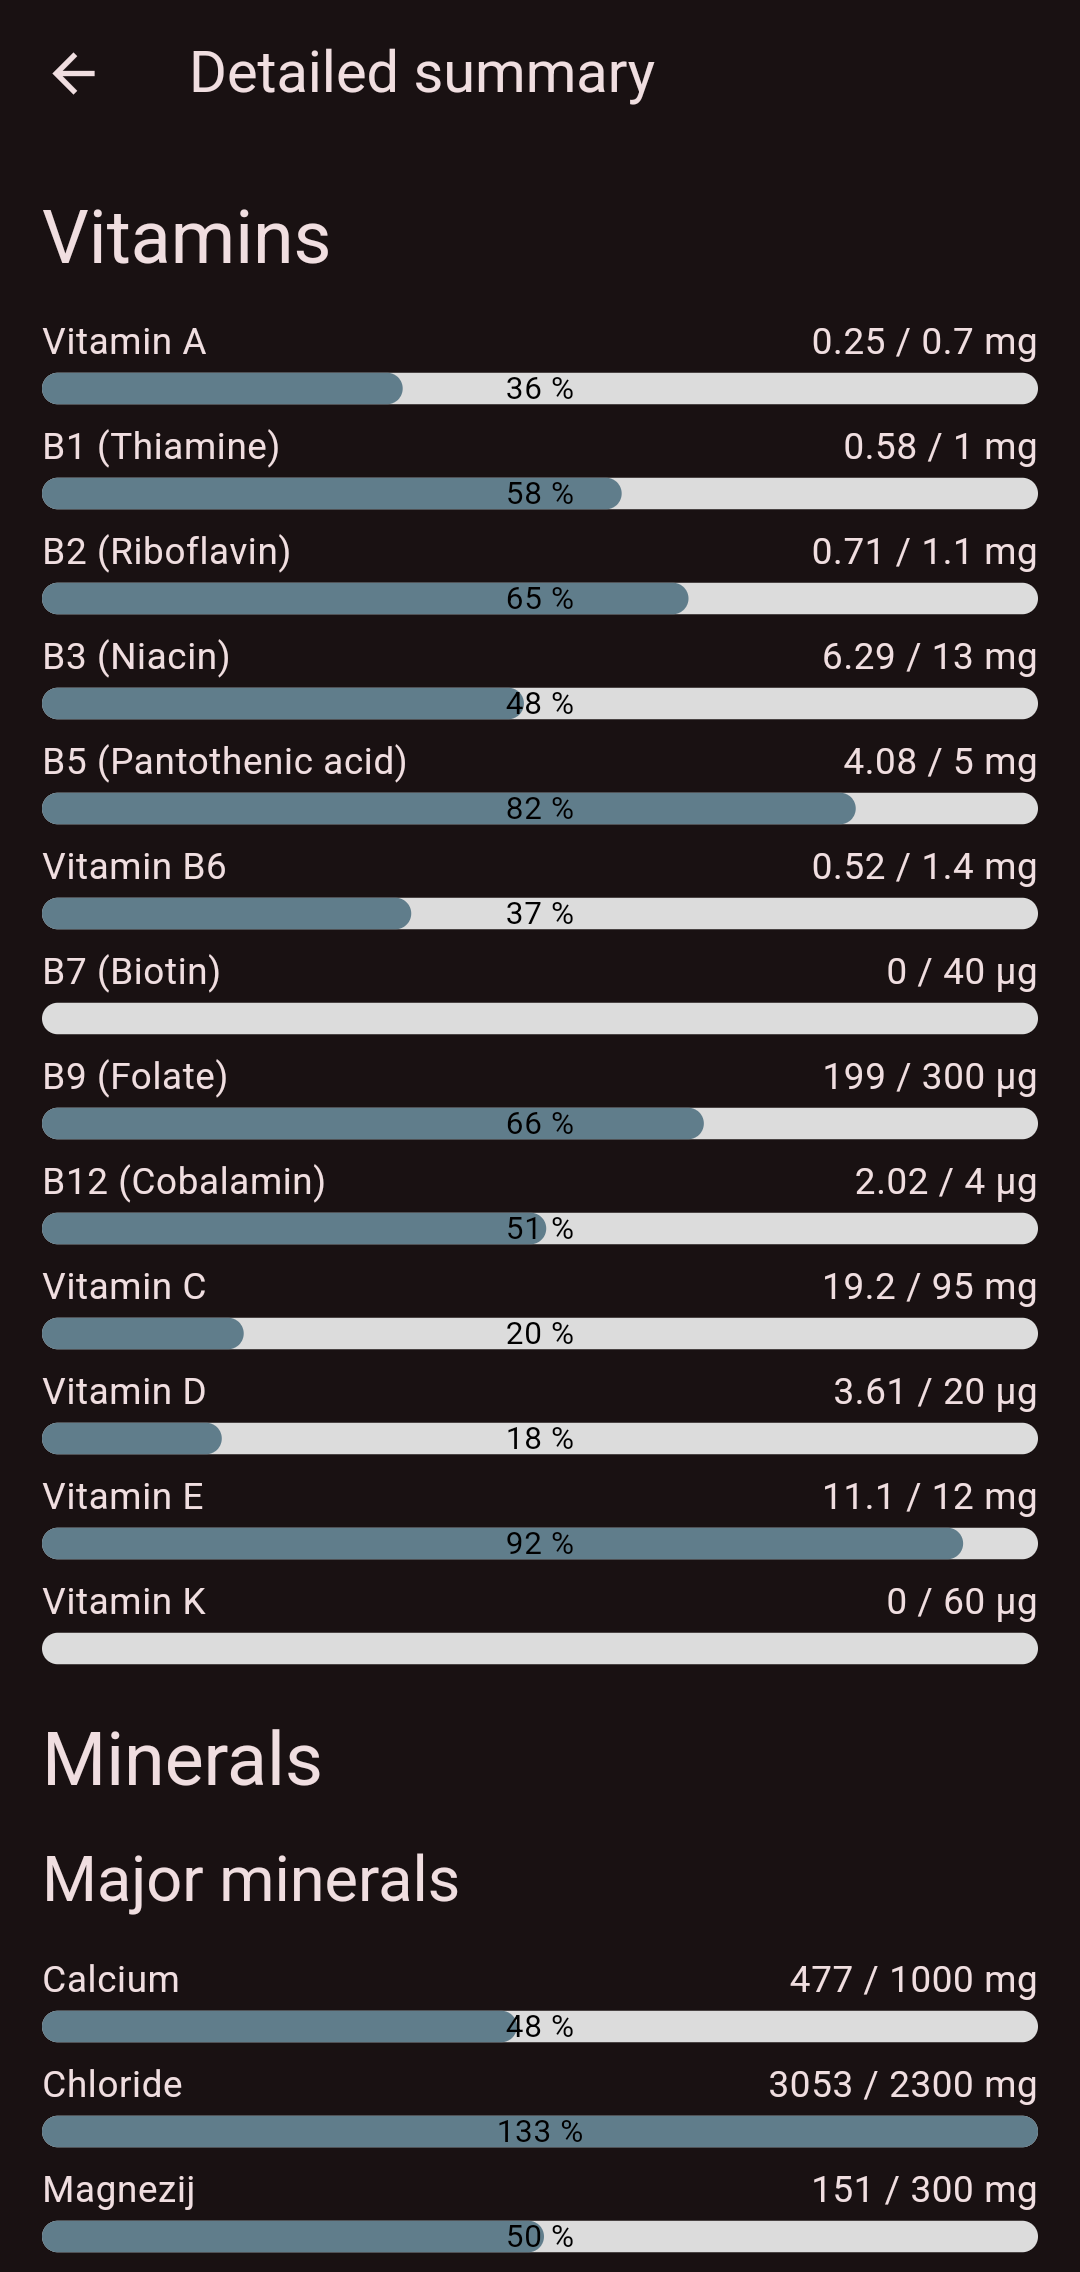 Detailed summary
Vitamins
Vitamin A 0.25 / 0.7 mg
36 %
B1 (Thiamine) 0.58 / 1 mg
58 %
B2 (Riboflavin) 0.71 / 1.1 mg
65 %
B3 (Niacin) 6.29 / 13 mg
48 %
B5 (Pantothenic acid) 4.08 / 5 mg
82 %
Vitamin B6 0.52 / 1.4 mg
37 %
B7 (Biotin) 0 / 40 µg
B9 (Folate) 199 / 300 µg
66 %
B12 (Cobalamin) 2.02 / 4 µg
51 %
Vitamin C 19.2 / 95 mg
20 %
Vitamin D 3.61 / 20 µg
18 %
Vitamin E 11.1 / 12 mg
92 %
Vitamin K 0 / 60 µg
Minerals
Major minerals
Calcium 477 / 1000 mg
48 %
Chloride 3053 / 2300 mg
133 %
Magnezij 151 / 300 mg
50 %